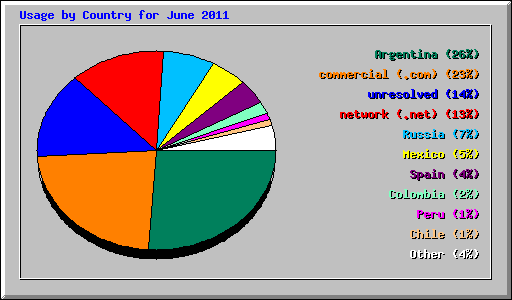 Usage by Country for June 2011
Argentina (26%)
commercial (.com) (23%)
unresolved (14%)
network (.net) (13%)
Russia (7%)
Mexico (5%)
Spain (4%)
Colombia (2%)
Peru (1%)
Chile (1%)
Other (4%)